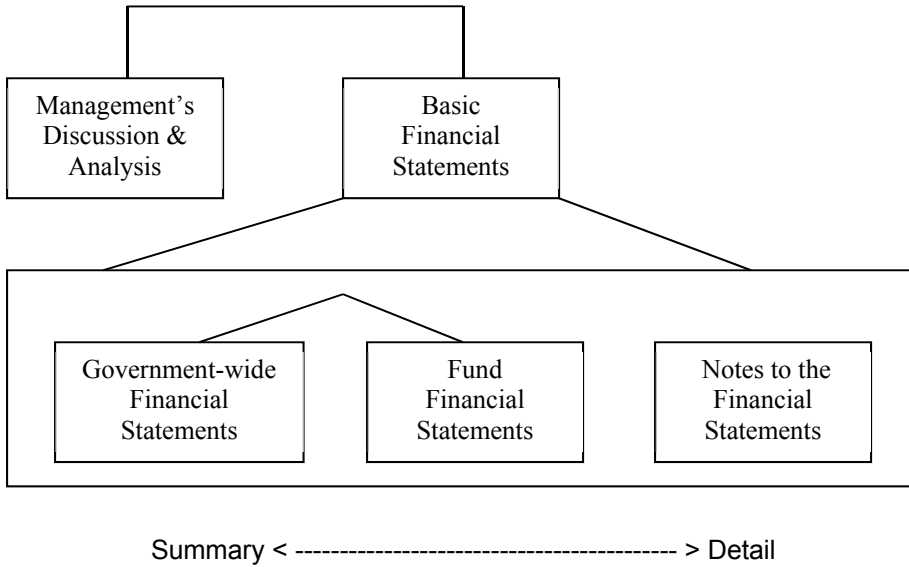 Management’s
Discussion &
Analysis
Basic
Financial
Statements
Government-wide
Financial
Statements
Fund
Financial
Statements
Notes to the
Financial
Statements
Summary < --------------------------------------- > Detail